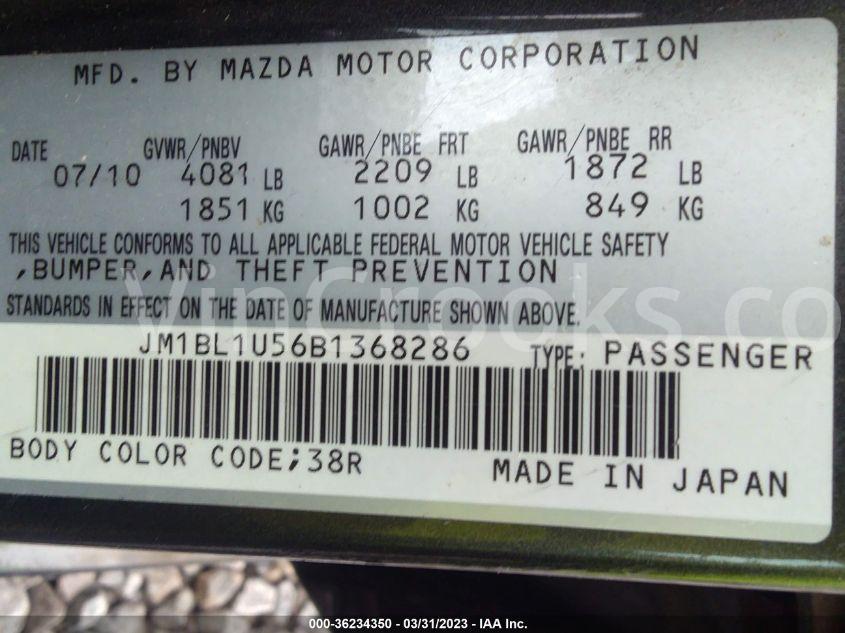 MFD. BY MAZDA MOTOR CORPORATION
DATE GVWR/PNBV GAWR/PNBE FRT GAWR/PNBE RR
07/10 4081 LB 2209 LB 1872 LB
1851 KG 1002 KG 849 KG
THIS VEHICLE CONFORMS TO ALL APPLICABLE FEDERAL MOTOR VEHICLE SAFETY
,BUMPER,AND THEFT PREVENTION
STANDARDS IN EFFECT ON THE DATE OF MANUFACTURE SHOWN ABOVE.
VinCrooks.co
JM1BL1U56B1368286 TYPE: PASSENGER
BODY COLOR CODE;38R MADE IN JAPAN
000-36234350 - 03/31/2023 - IAA Inc.